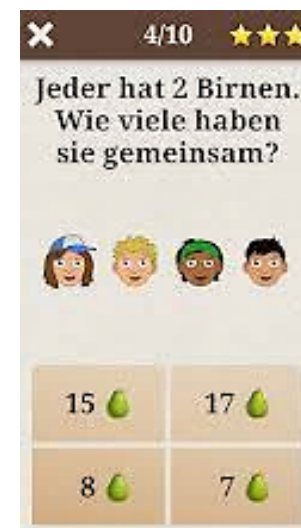 4/10
Jeder hat 2 Birnen.
Wie viele haben
sie gemeinsam?
15
17
8
7